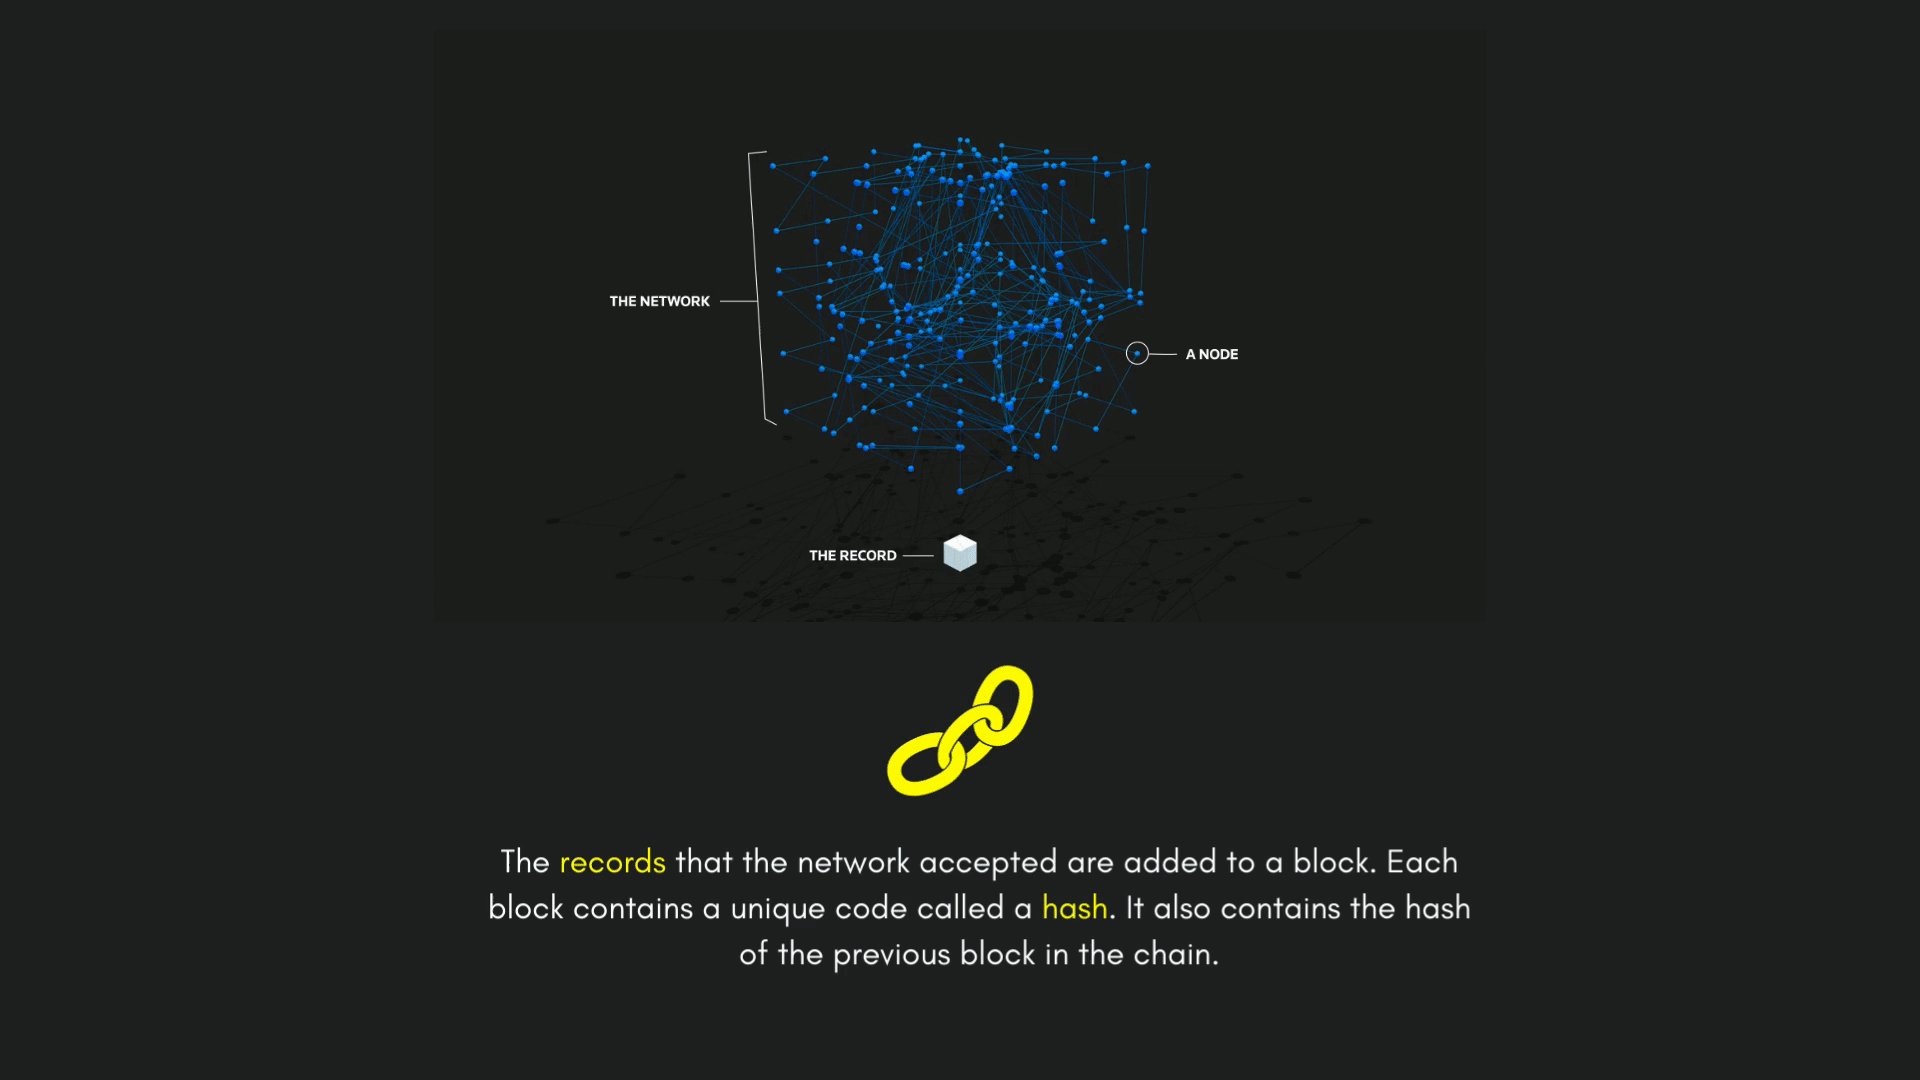 THE NETWORK
A NODE
THE RECORD
The records that the network accepted are added to a block. Each
block contains a unique code called a hash. It also contains the hash
of the previous block in the chain.